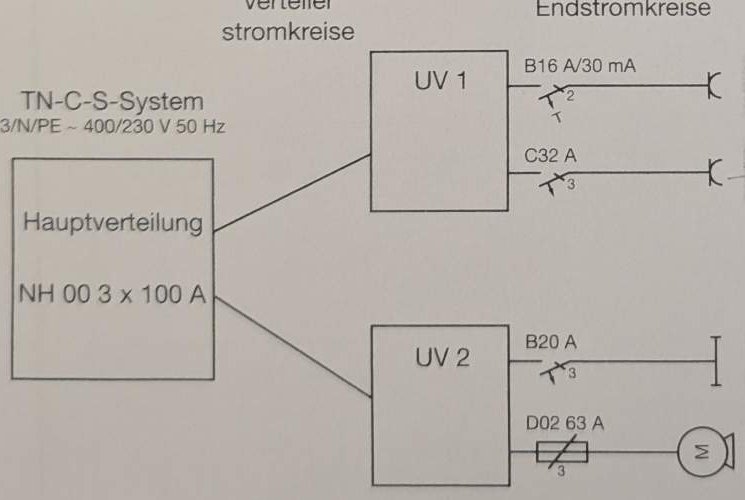 Verteiler
stromkreise
Endstromkreise
TN-C-S-System
3/N/PE ~ 400/230 V 50 Hz
Hauptverteilung
NH 00 3 x 100 A
UV 1
B16 A/30 mA
2
T
C32 A
3
UV 2
B20 A
3
D02 63 A
3
M